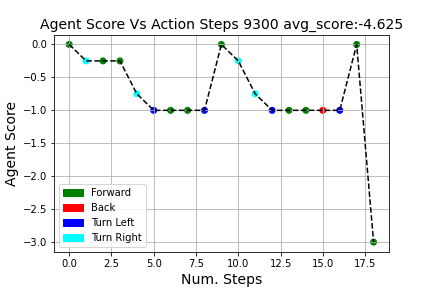 Agent Score Vs Action Steps 9300 avg_score:-4.625
0.0
−0.5
−1.0
−1.5
−2.0
−2.5
−3.0
Agent Score
Forward
Back
Turn Left
Turn Right
0.0 2.5 5.0 7.5 10.0 12.5 15.0 17.5
Num. Steps